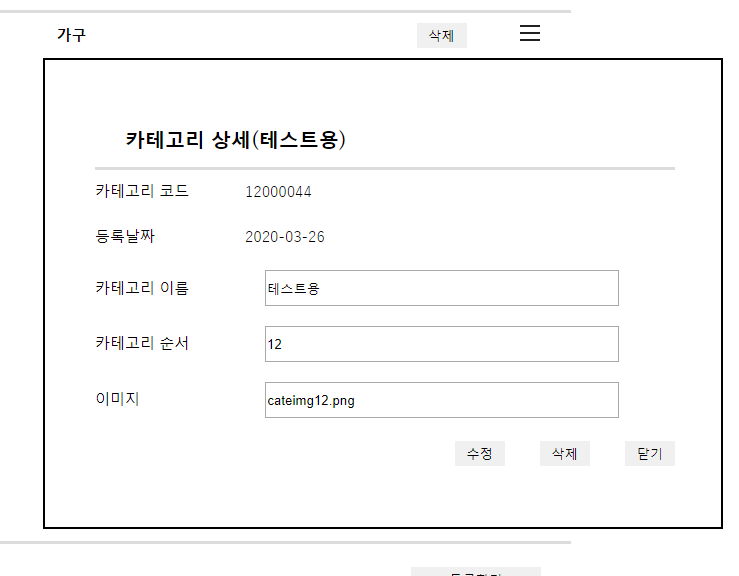 가구 삭제
카테고리 상세(테스트용)
카테고리 코드 12000044
등록날짜 2020-03-26
카테고리 이름 테스트용
카테고리 순서 12
이미지 cateimg12.png
수정 삭제 닫기